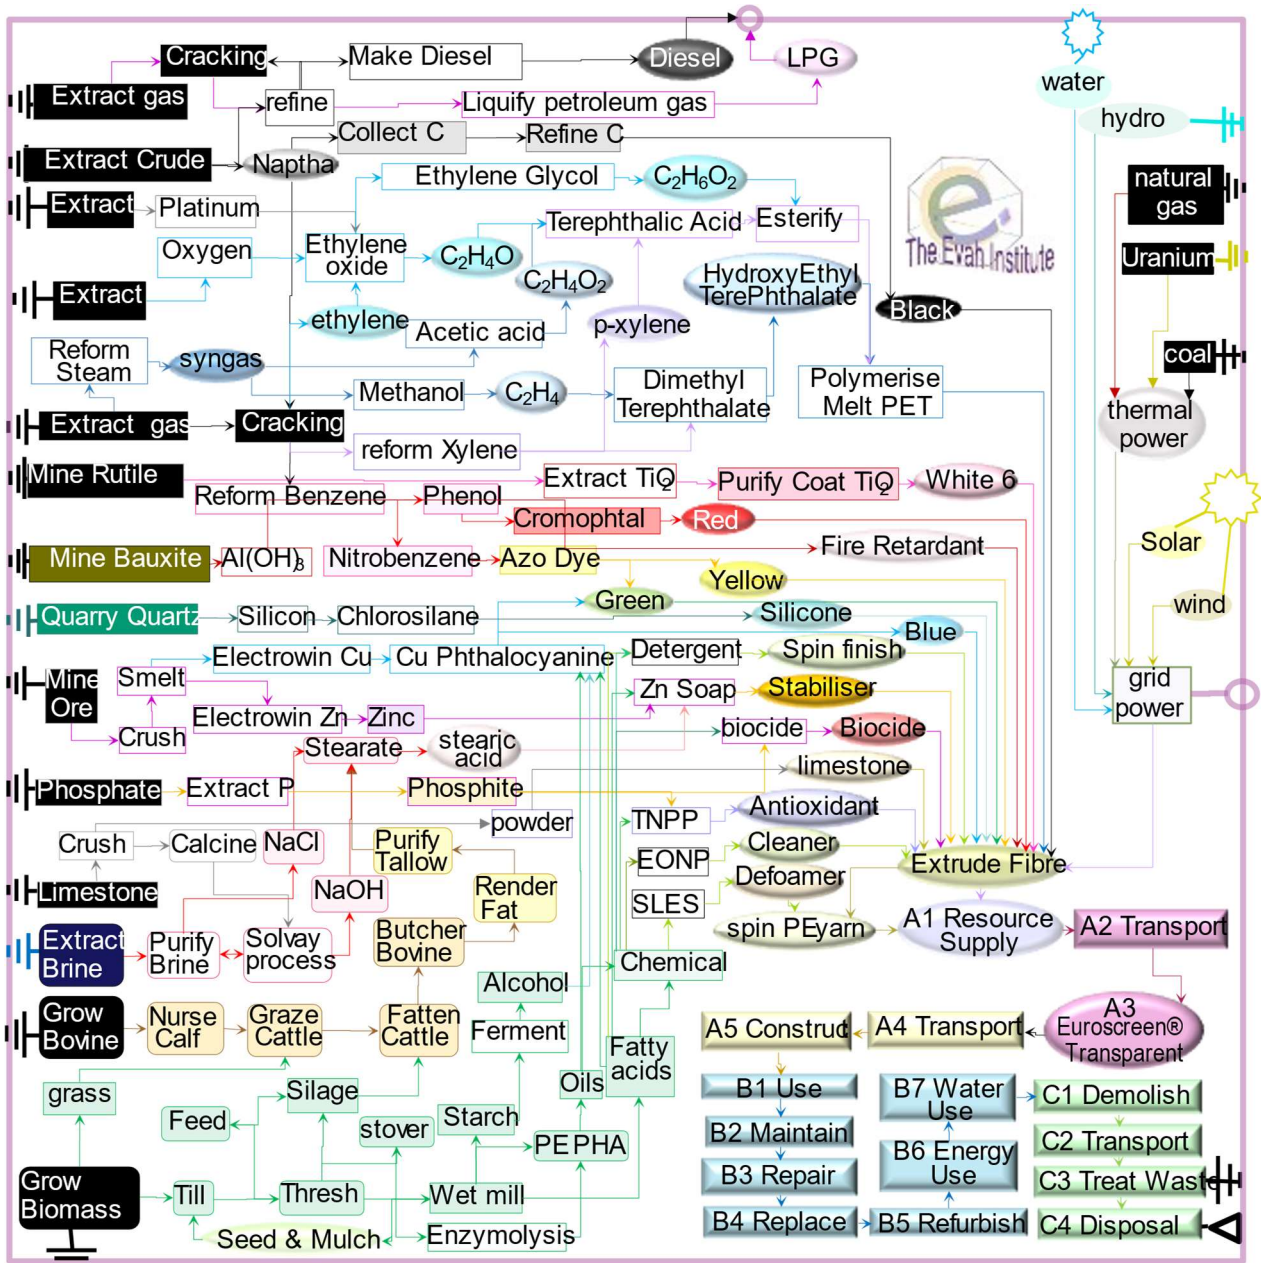 Cracking
Make Diesel
Diesel
LPG
water
Extract gas
refine
Liquify petroleum gas
hydro
Collect C
Refine C
Extract Crude
Naptha
Ethylene Glycol
C2H6O2
natural
gas
Extract
Platinum
Terephthalic Acid
Esterify
The Evah Institute
Oxygen
Ethylene
oxide
C2H4O
C2H4O2
HydroxyEthyl
TerePhthalate
Uranium
Extract
ethylene
Acetic acid
p-xylene
Black
Reform
Steam
syngas
coal
Methanol
C2H4
Dimethyl
Terephthalate
Polymerise
Melt PET
thermal
power
Extract gas
Cracking
reform Xylene
Mine Rutile
Extract TiO2
Purify Coat TiO2
White 6
Reform Benzene
Phenol
Cromophtal
Red
Mine Bauxite
Al(OH)3
Nitrobenzene
Azo Dye
Fire Retardant
Solar
Yellow
Green
wind
Quarry Quartz
Silicon
Chlorosilane
Silicone
Blue
Electrowin Cu
Cu Phthalocyanine
Detergent
Spin finish
Mine
Ore
Smelt
Zn Soap
Stabiliser
grid
power
Electrowin Zn
Zinc
Crush
biocide
Biocide
Stearate
stearic
acid
limestone
Phosphate
Extract P
Phosphite
powder
TNPP
Antioxidant
Crush
Calcine
NaCl
Purify
Tallow
Cleaner
EONP
Extrude Fibre
Limestone
NaOH
Render
Fat
Defoamer
SLES
spin PEyarn
A1 Resource
Supply
A2 Transport
Extract
Brine
Purify
Brine
Solvay
process
Butcher
Bovine
Chemical
Alcohol
Grow
Bovine
Nurse
Calf
Graze
Cattle
Fatten
Cattle
Ferment
Fatty
acids
A5 Construct
A4 Transport
A3
Euroscreen®
Transparent
grass
Silage
Oils
B1 Use
B7 Water
Use
C1 Demolish
Feed
stover
Starch
PE PHA
B2 Maintain
C2 Transport
B6 Energy
Use
B3 Repair
C3 Treat Waste
Grow
Biomass
Till
Thresh
Wet mill
B4 Replace
B5 Refurbish
C4 Disposal
Seed & Mulch
Enzymolysis